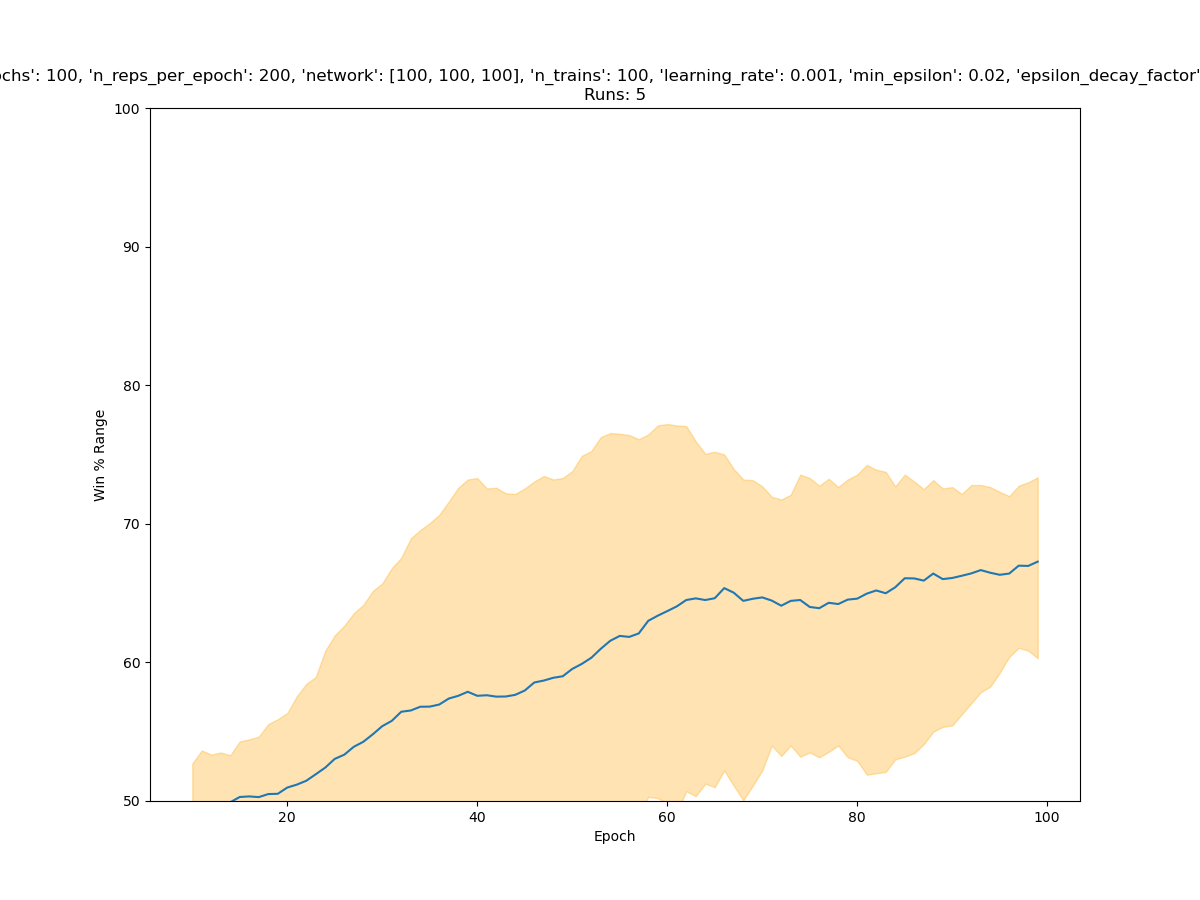 chs': 100, 'n_reps_per_epoch': 200, 'network': [100, 100, 100], 'n_trains': 100, 'learning_rate': 0.001, 'min_epsilon': 0.02, 'epsilon_decay_factor'
Runs: 5
100
90
80
70
60
50
Win % Range
20
40
60
80
100
Epoch